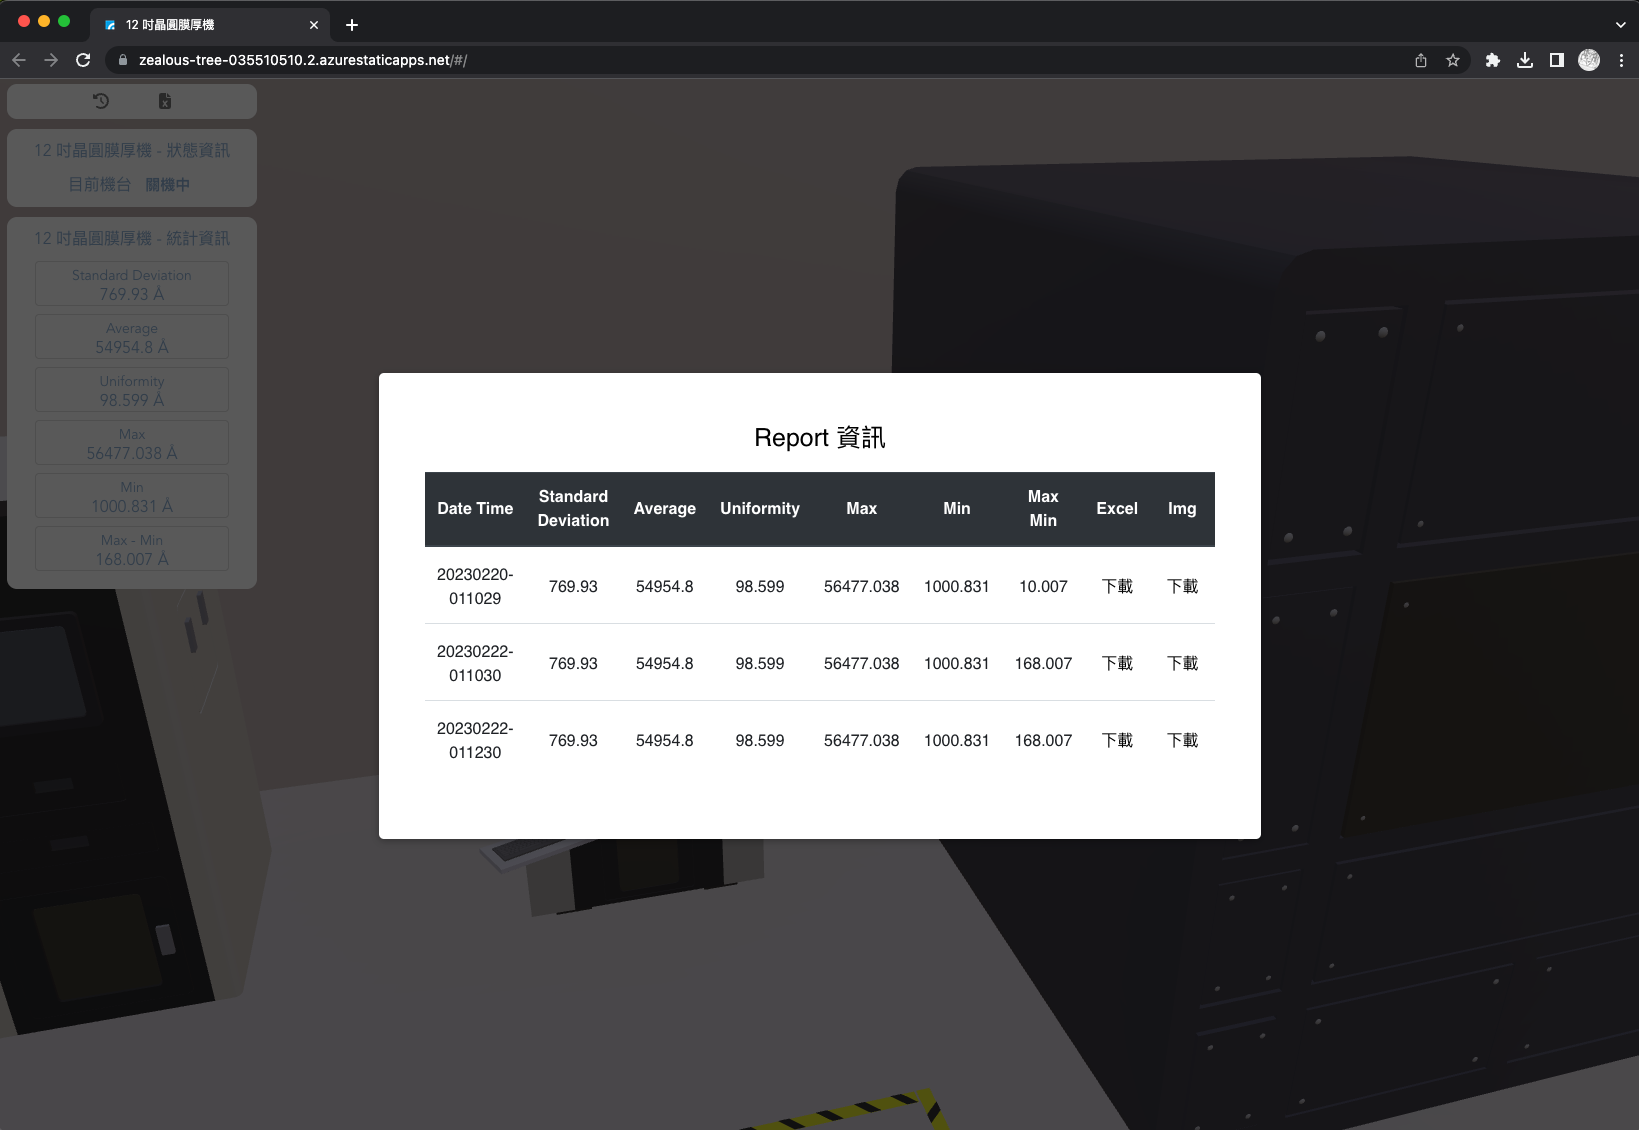 12 吋晶圓膜厚機
zealous-tree-035510510.2.azurestaticapps.net/#/
12 吋晶圓膜厚機 - 狀態資訊
目前機台 關機中
12 吋晶圓膜厚機 - 統計資訊
Standard Deviation
769.93 Å
Average
54954.8 Å
Uniformity
98.599 Å
Max
56477.038 Å
Min
1000.831 Å
Max - Min
168.007 Å
Report 資訊
Date Time Standard Deviation Average Uniformity Max Min Max Min Excel Img
20230220-011029 769.93 54954.8 98.599 56477.038 1000.831 10.007 下載 下載
20230222-011030 769.93 54954.8 98.599 56477.038 1000.831 168.007 下載 下載
20230222-011230 769.93 54954.8 98.599 56477.038 1000.831 168.007 下載 下載